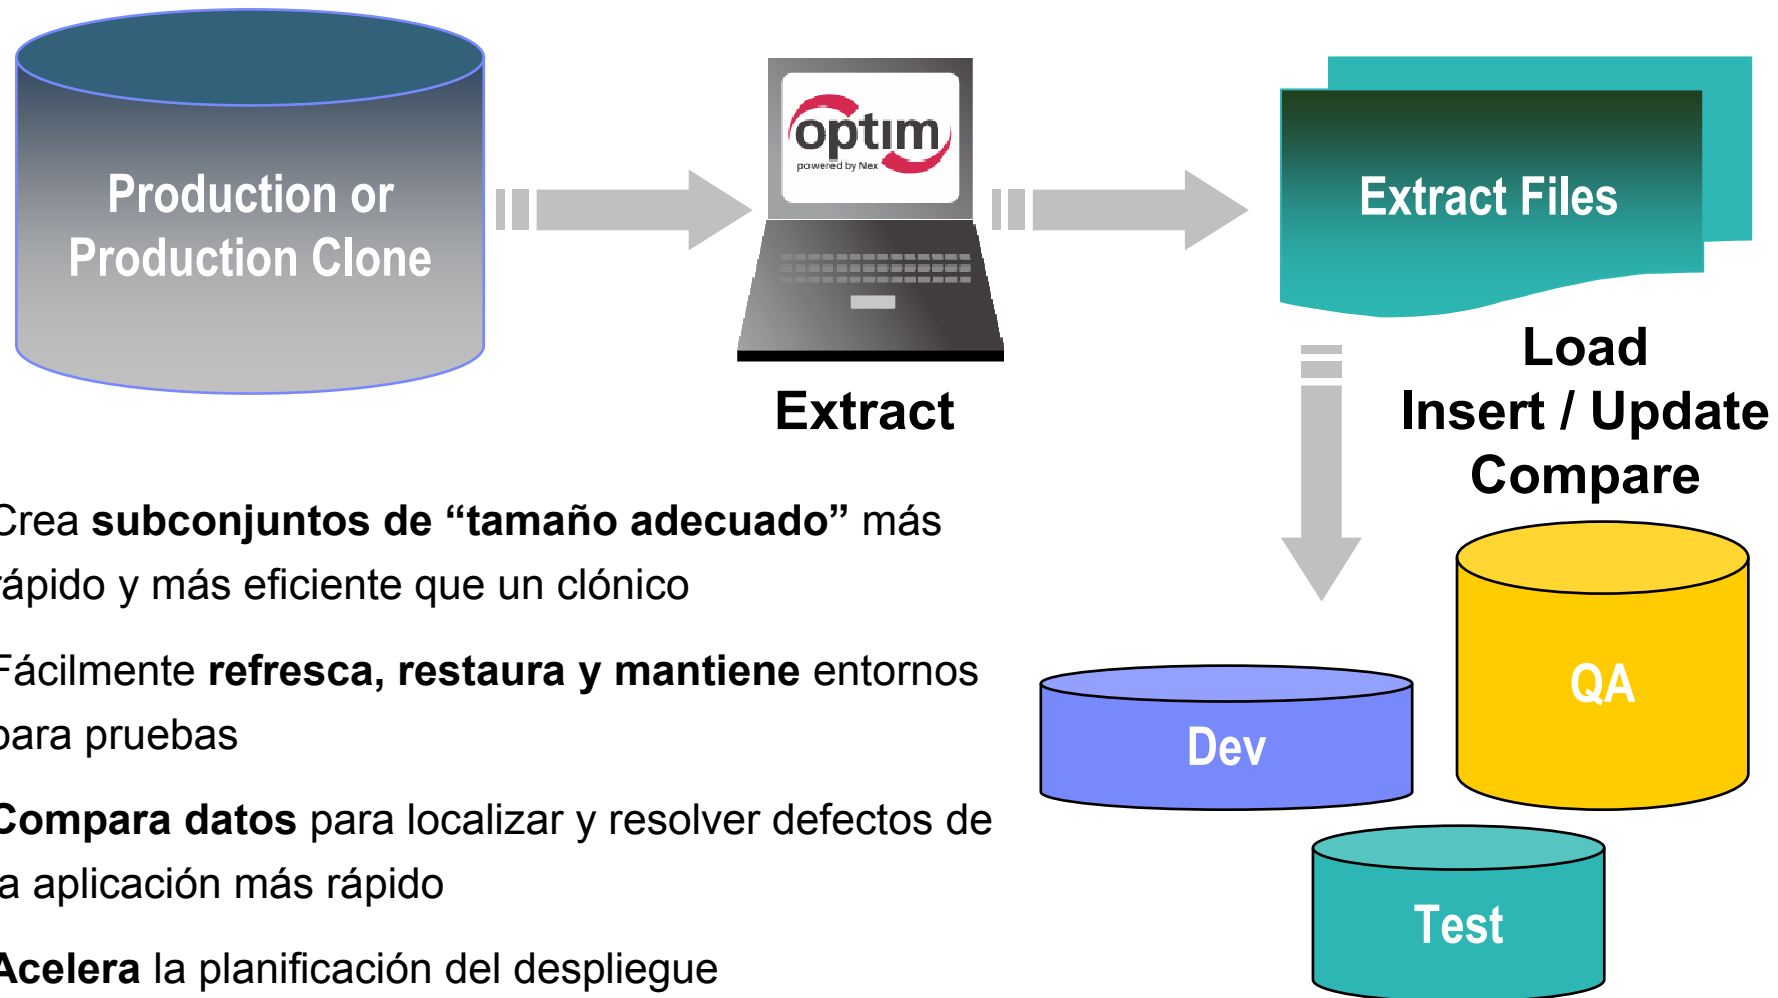 Production or
Production Clone
optim
powered by Nex
Extract Files
Extract
Load
Insert / Update
Compare
Crea subconjuntos de “tamaño adecuado” más
rápido y más eficiente que un clónico
Fácilmente refresca, restaura y mantiene entornos
para pruebas
Compara datos para localizar y resolver defectos de
la aplicación más rápido
Acelera la planificación del despliegue
QA
Dev
Test